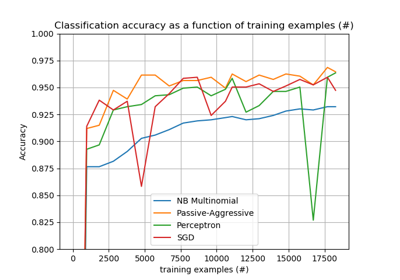 Classification accuracy as a function of training examples (#)
1.000
0.975
0.950
0.925
0.900
0.875
0.850
0.825
0.800
Accuracy
NB Multinomial
Passive-Aggressive
Perceptron
SGD
0 2500 5000 7500 10000 12500 15000 17500
training examples (#)